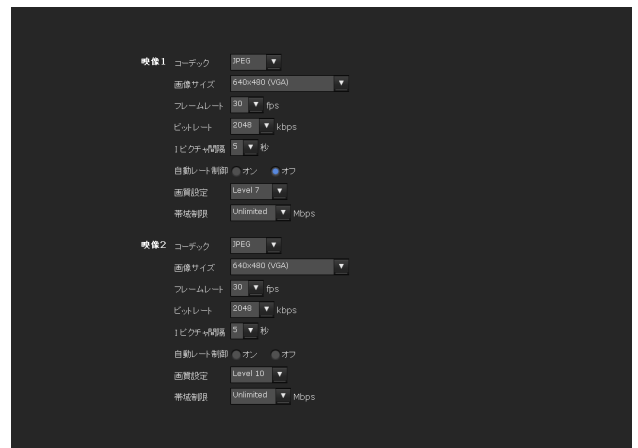 映像1 コーデック JPEG
画像サイズ 640x480 (VGA)
フレームレート 30 fps
ビットレート 2048 kbps
Iピクチャ間隔 5 秒
自動レート制御 オン オフ
画質設定 Level 7
帯域制限 Unlimited Mbps
映像2 コーデック JPEG
画像サイズ 640x480 (VGA)
フレームレート 30 fps
ビットレート 2048 kbps
Iピクチャ間隔 5 秒
自動レート制御 オン オフ
画質設定 Level 10
帯域制限 Unlimited Mbps